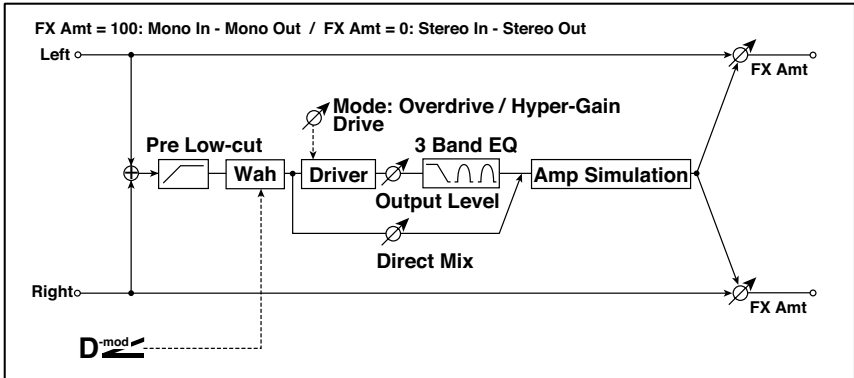 FX Amt = 100: Mono In - Mono Out / FX Amt = 0: Stereo In - Stereo Out
Left
FX Amt
Mode: Overdrive / Hyper-Gain
Drive
Pre Low-cut
3 Band EQ
Wah
Driver
Amp Simulation
Output Level
Direct Mix
Right
FX Amt
D-mod